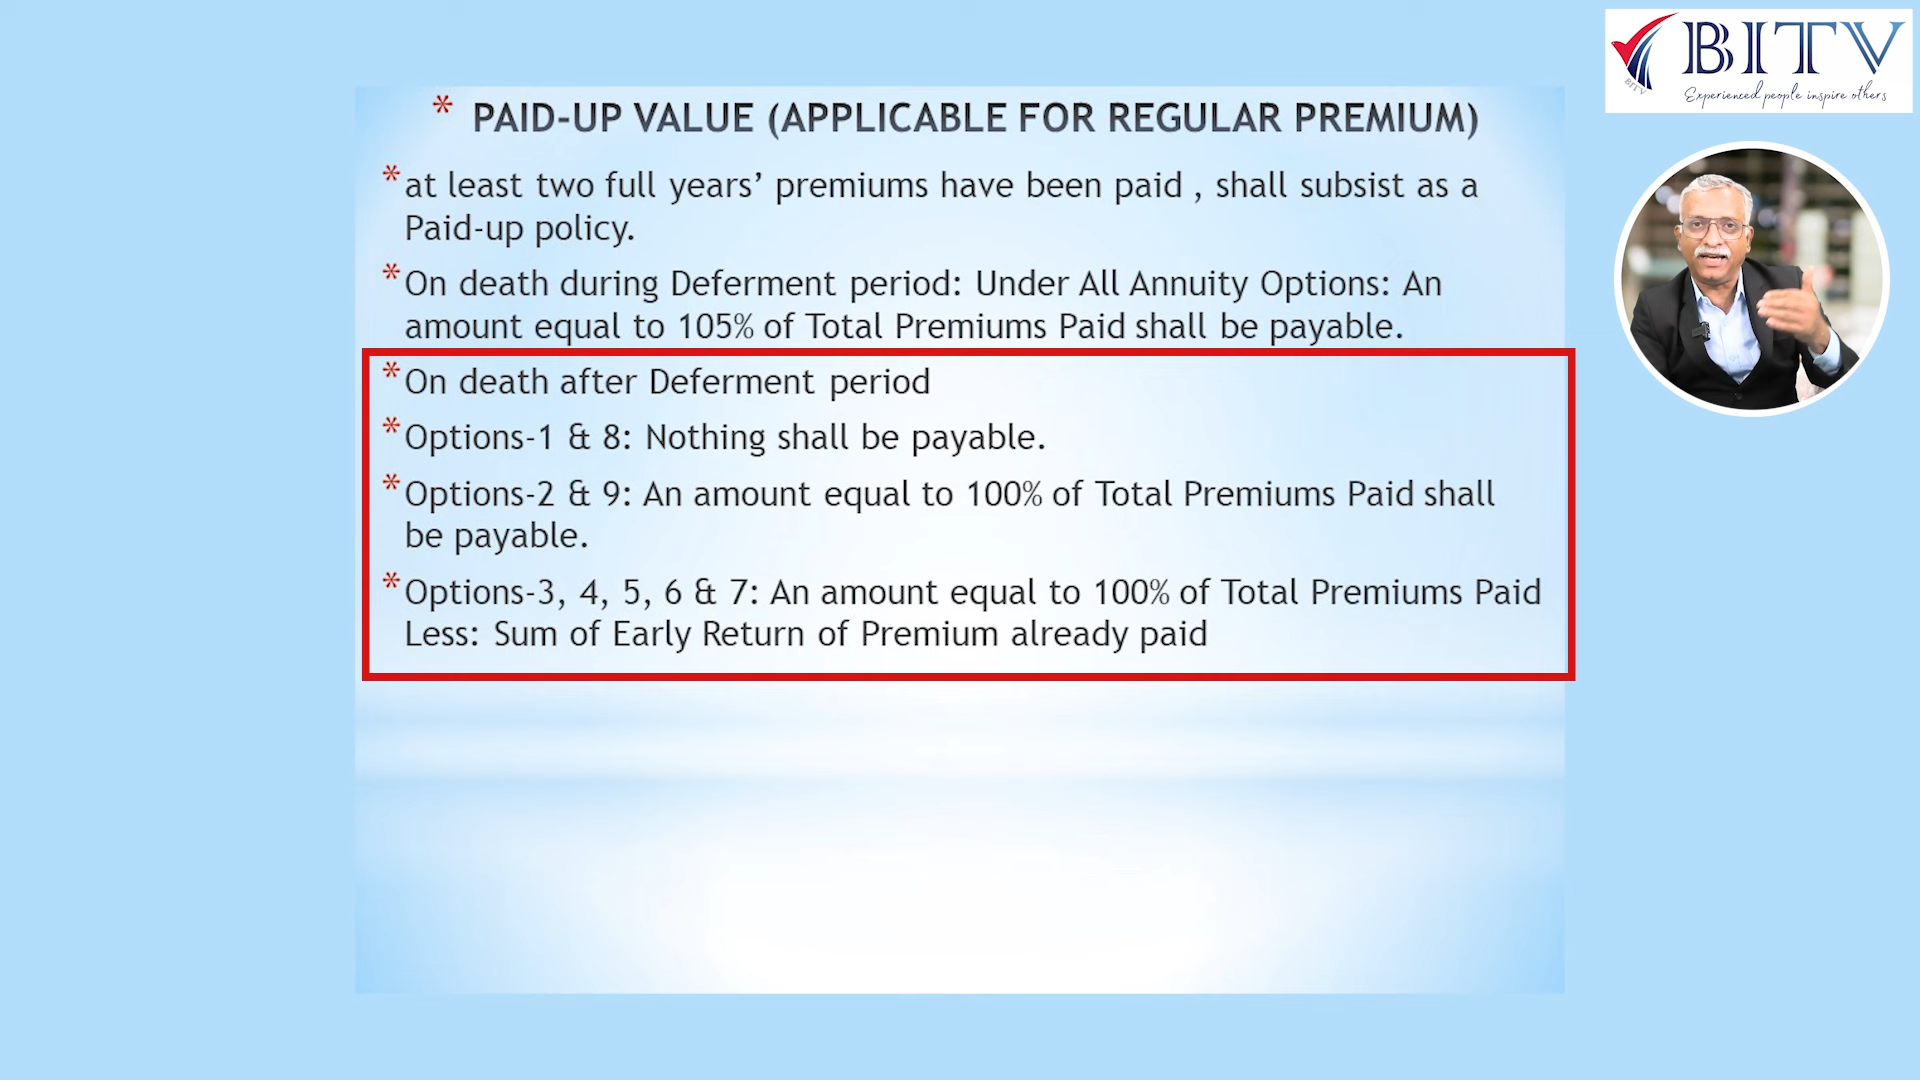 BITV
Experienced people inspire others
BITV
* PAID-UP VALUE (APPLICABLE FOR REGULAR PREMIUM)
* at least two full years’ premiums have been paid , shall subsist as a
Paid-up policy.
* On death during Deferment period: Under All Annuity Options: An
amount equal to 105% of Total Premiums Paid shall be payable.
* On death after Deferment period
* Options-1 & 8: Nothing shall be payable.
* Options-2 & 9: An amount equal to 100% of Total Premiums Paid shall
be payable.
* Options-3, 4, 5, 6 & 7: An amount equal to 100% of Total Premiums Paid
Less: Sum of Early Return of Premium already paid